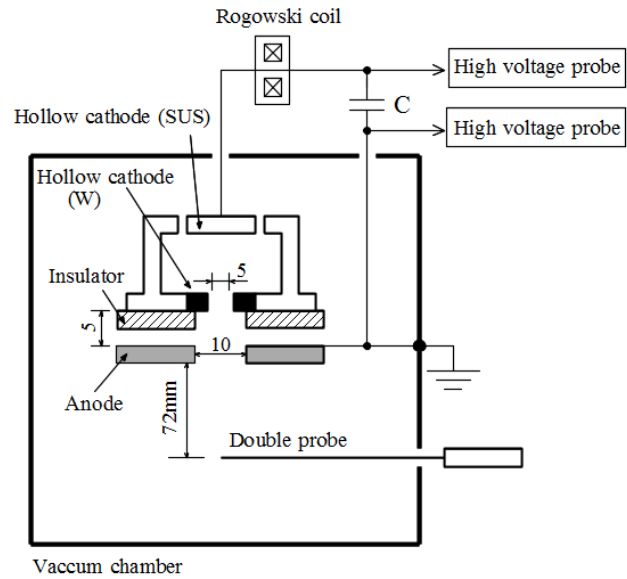 Rogowski coil
High voltage probe
C
High voltage probe
Hollow cathode (SUS)
Hollow cathode
(W)
5
Insulator
5
10
Anode
72mm
Double probe
Vaccum chamber